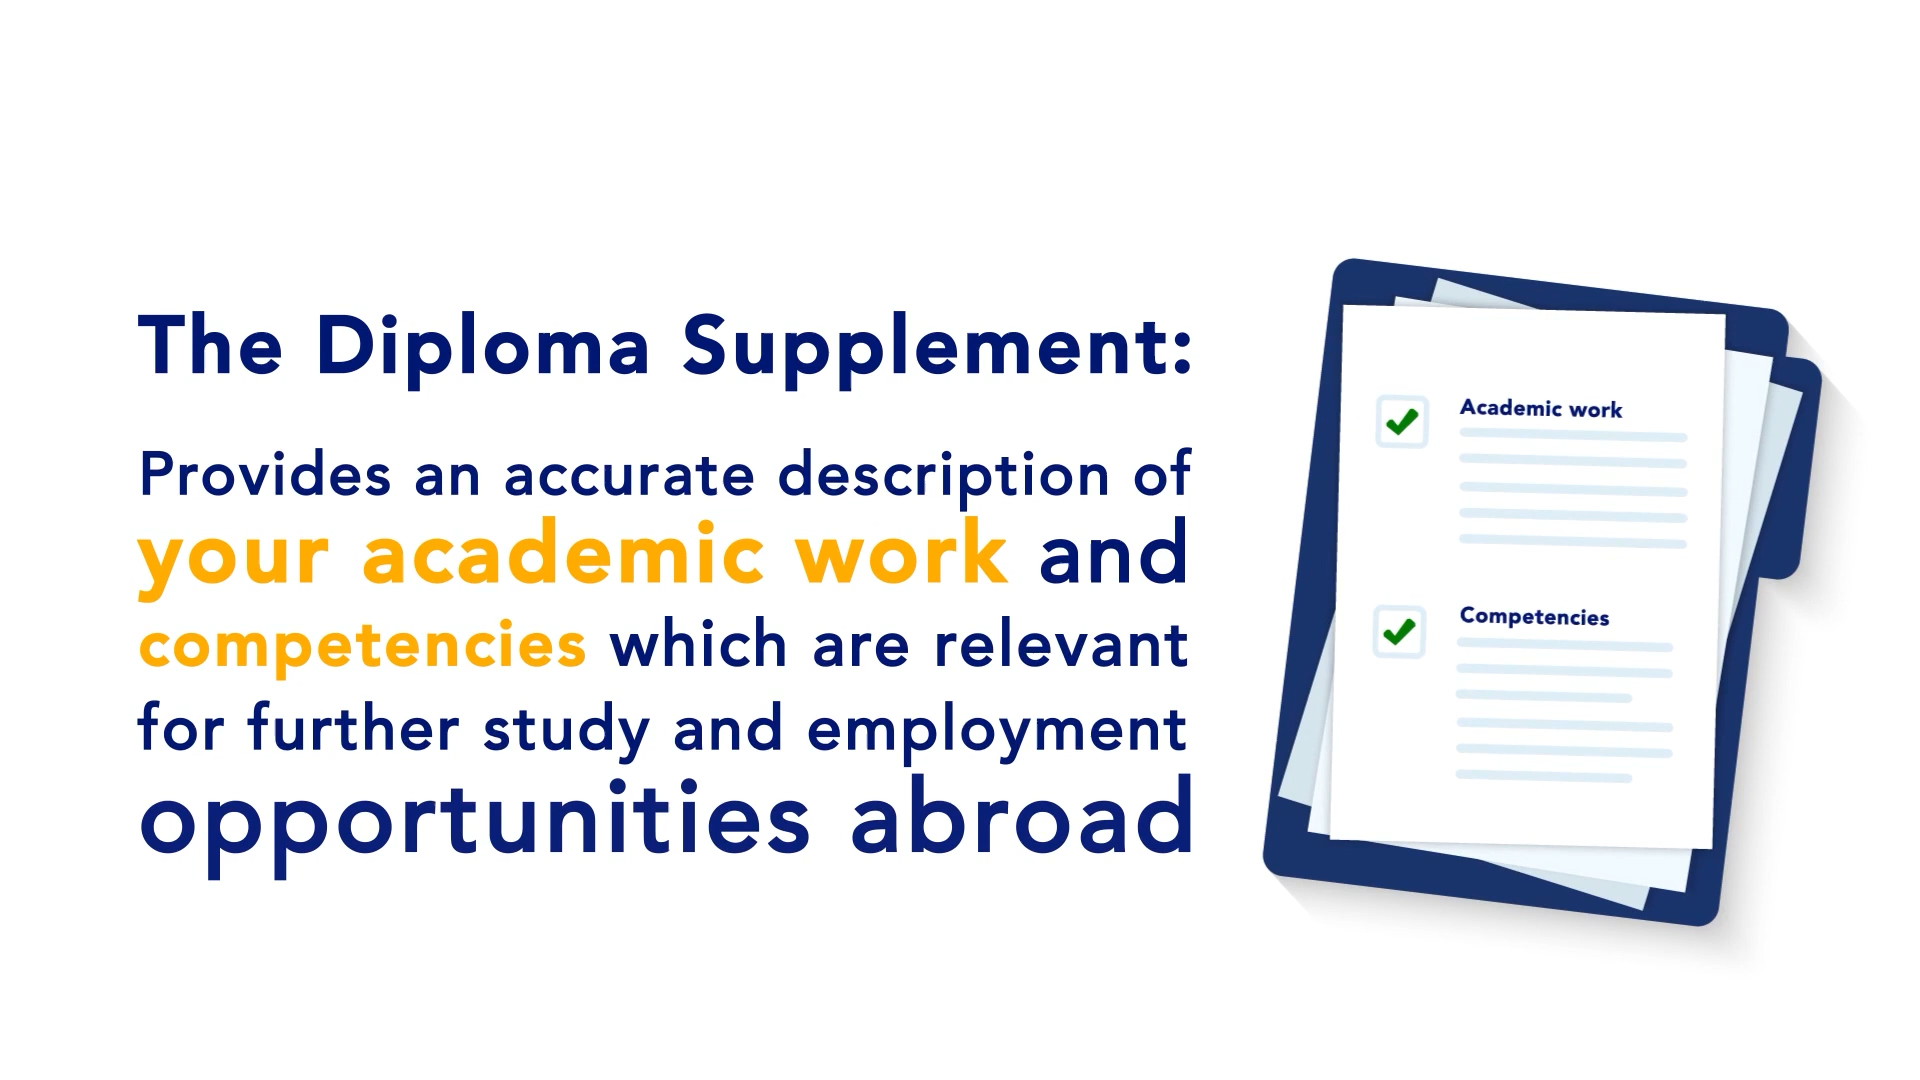 The Diploma Supplement:
Provides an accurate description of
your academic work and
competencies which are relevant
for further study and employment
opportunities abroad
Academic work
Competencies